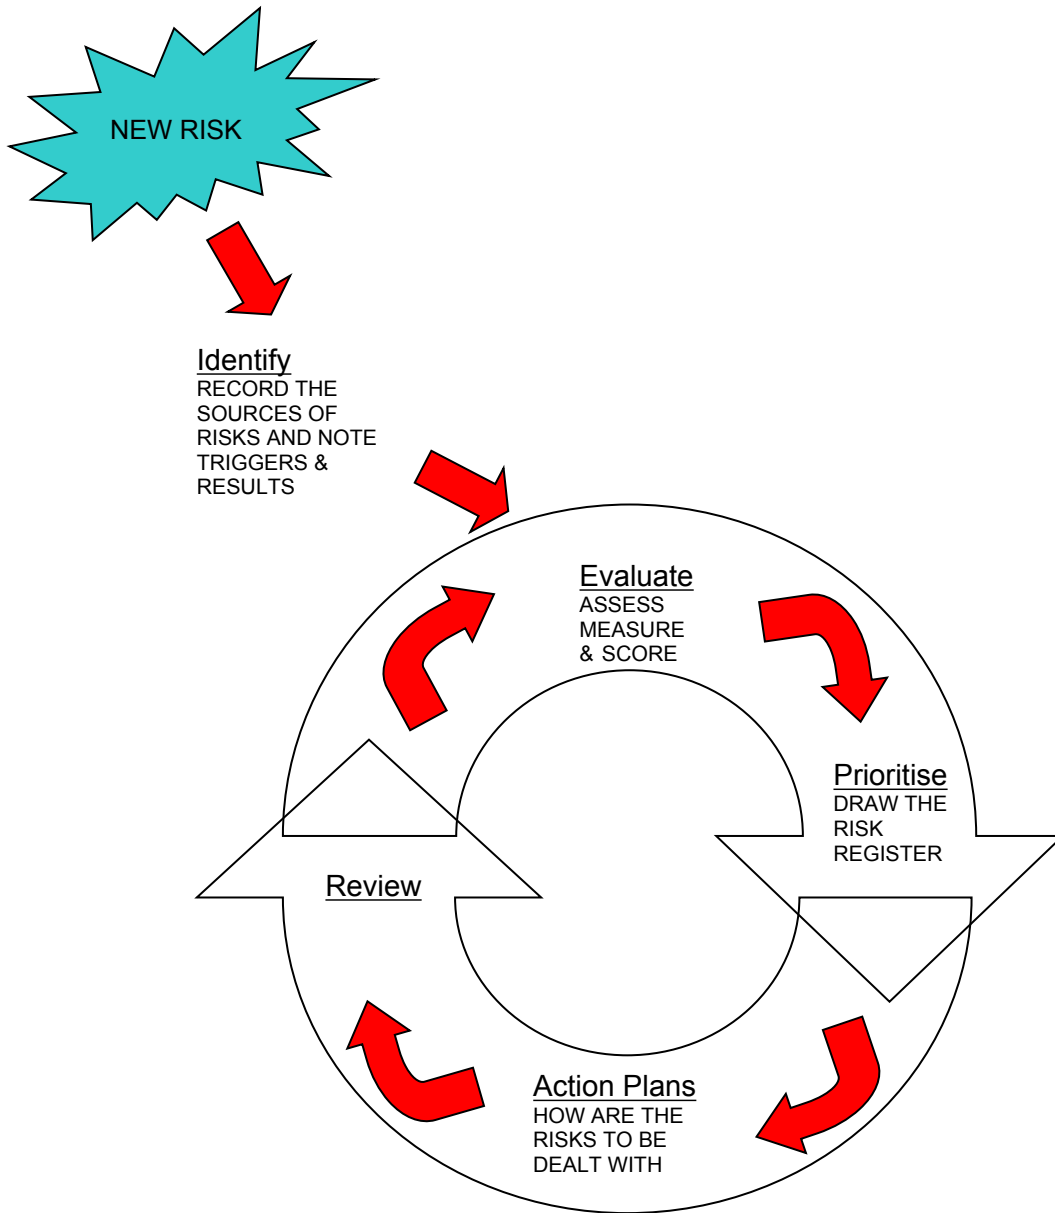 NEW RISK
Identify
RECORD THE
SOURCES OF
RISKS AND NOTE
TRIGGERS &
RESULTS
Evaluate
ASSESS
MEASURE
& SCORE
Prioritise
DRAW THE
RISK
REGISTER
Review
Action Plans
HOW ARE THE
RISKS TO BE
DEALT WITH